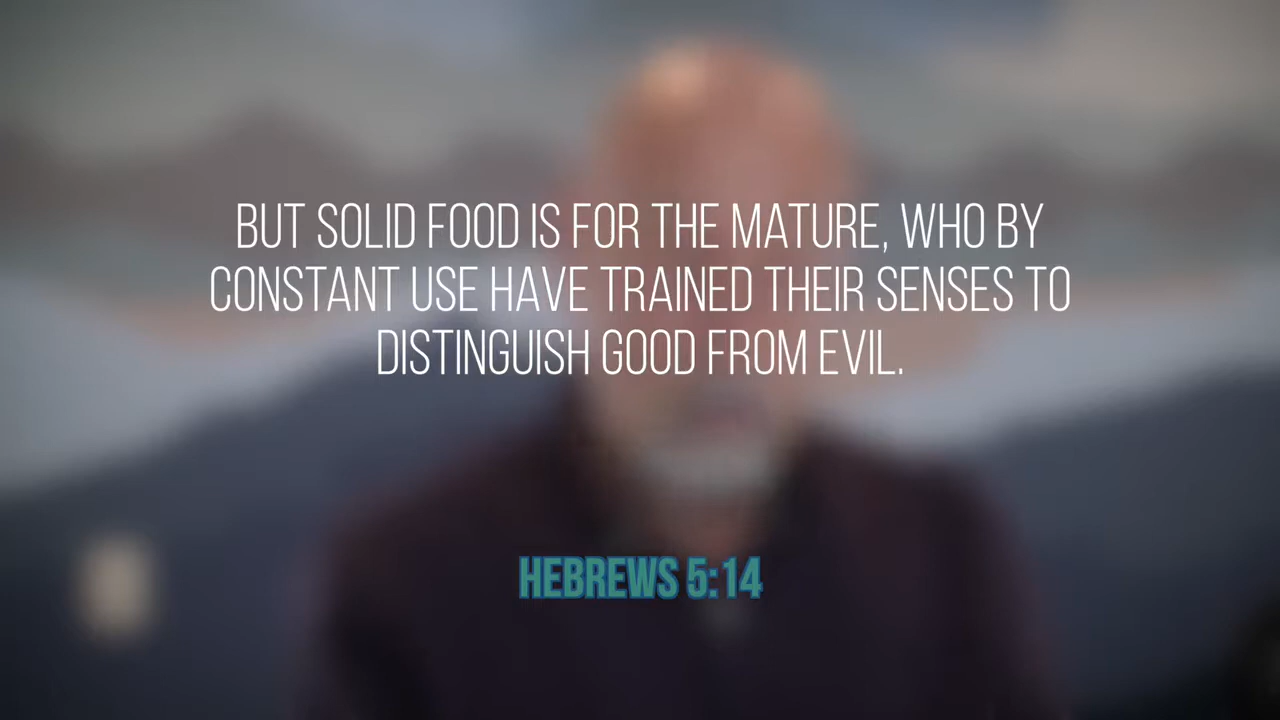 BUT SOLID FOOD IS FOR THE MATURE, WHO BY
CONSTANT USE HAVE TRAINED THEIR SENSES TO
DISTINGUISH GOOD FROM EVIL.
HEBREWS 5:14